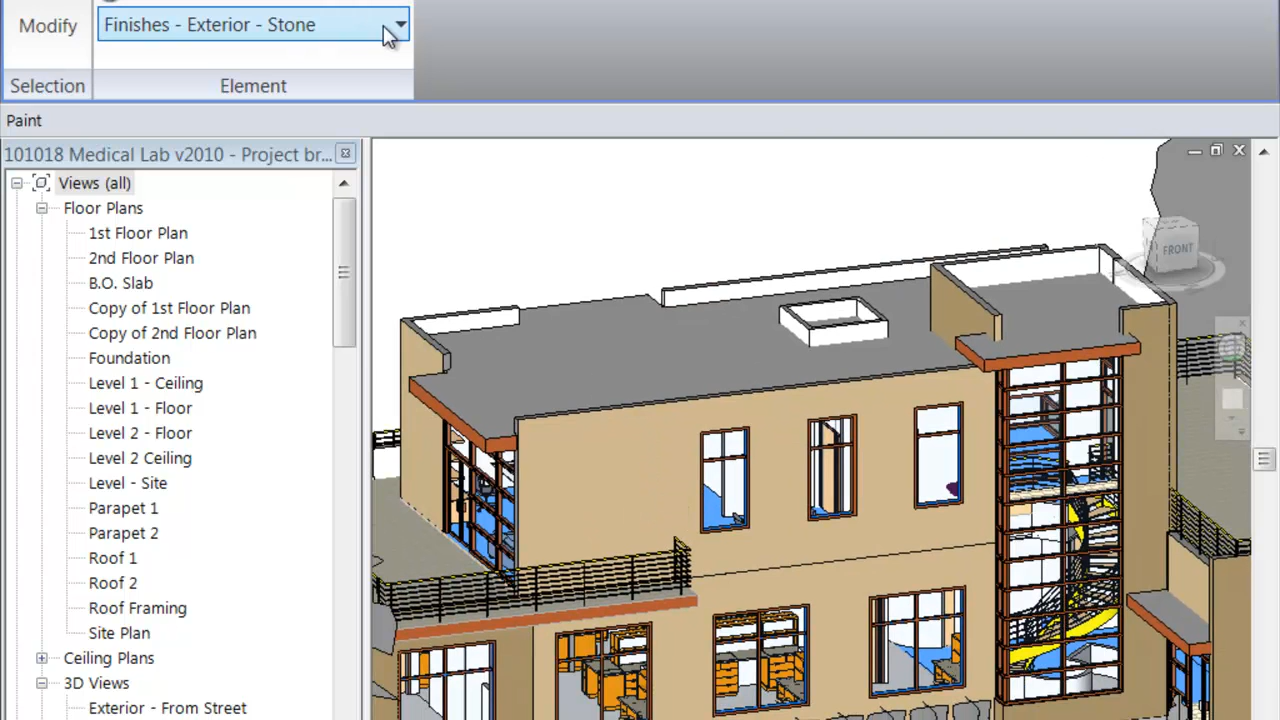 Modify
Finishes - Exterior - Stone
Selection
Element
Paint
101018 Medical Lab v2010 - Project br...
Views (all)
Floor Plans
1st Floor Plan
2nd Floor Plan
B.O. Slab
Copy of 1st Floor Plan
Copy of 2nd Floor Plan
Foundation
Level 1 - Ceiling
Level 1 - Floor
Level 2 - Floor
Level 2 Ceiling
Level - Site
Parapet 1
Parapet 2
Roof 1
Roof 2
Roof Framing
Site Plan
Ceiling Plans
3D Views
Exterior - From Street
FRONT